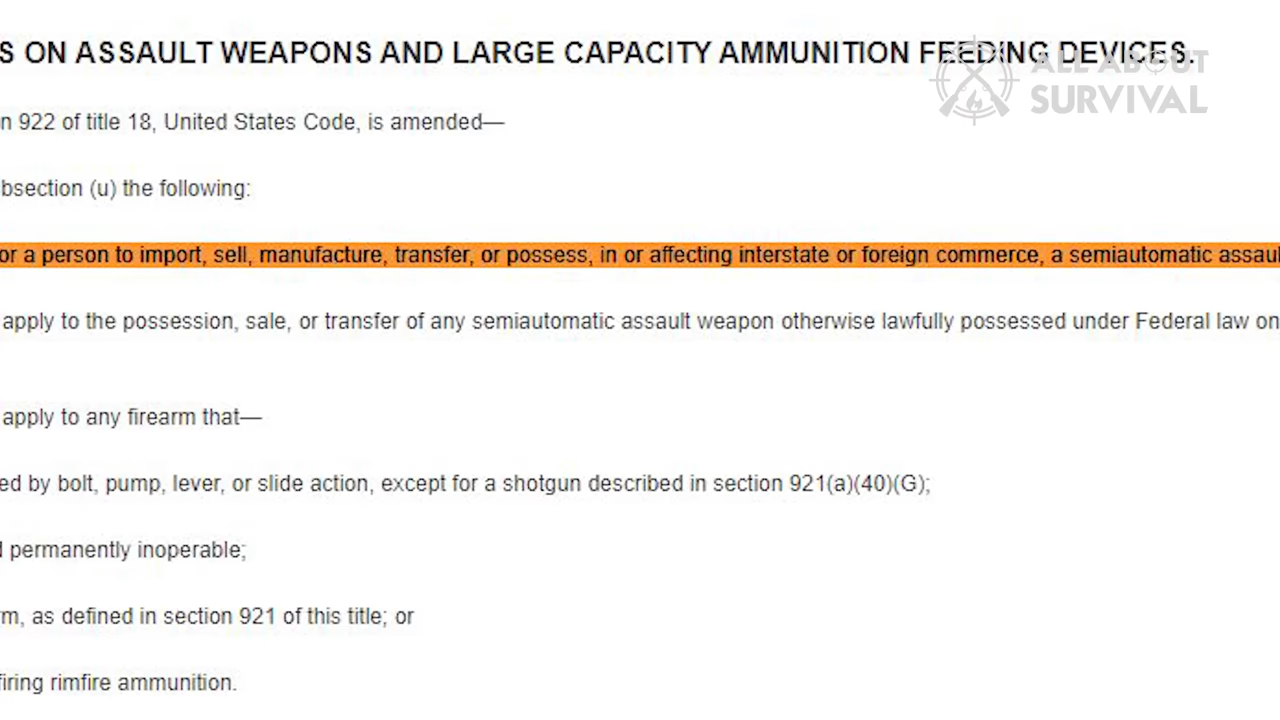 S ON ASSAULT WEAPONS AND LARGE CAPACITY AMMUNITION FEEDING DEVICES.
ALL ABOUT
SURVIVAL
n 922 of title 18, United States Code, is amended—
bsection (u) the following:
or a person to import, sell, manufacture, transfer, or possess, in or affecting interstate or foreign commerce, a semiautomatic assaul
apply to the possession, sale, or transfer of any semiautomatic assault weapon otherwise lawfully possessed under Federal law on
apply to any firearm that—
ed by bolt, pump, lever, or slide action, except for a shotgun described in section 921(a)(40)(G);
permanently inoperable;
rm, as defined in section 921 of this title; or
firing rimfire ammunition.